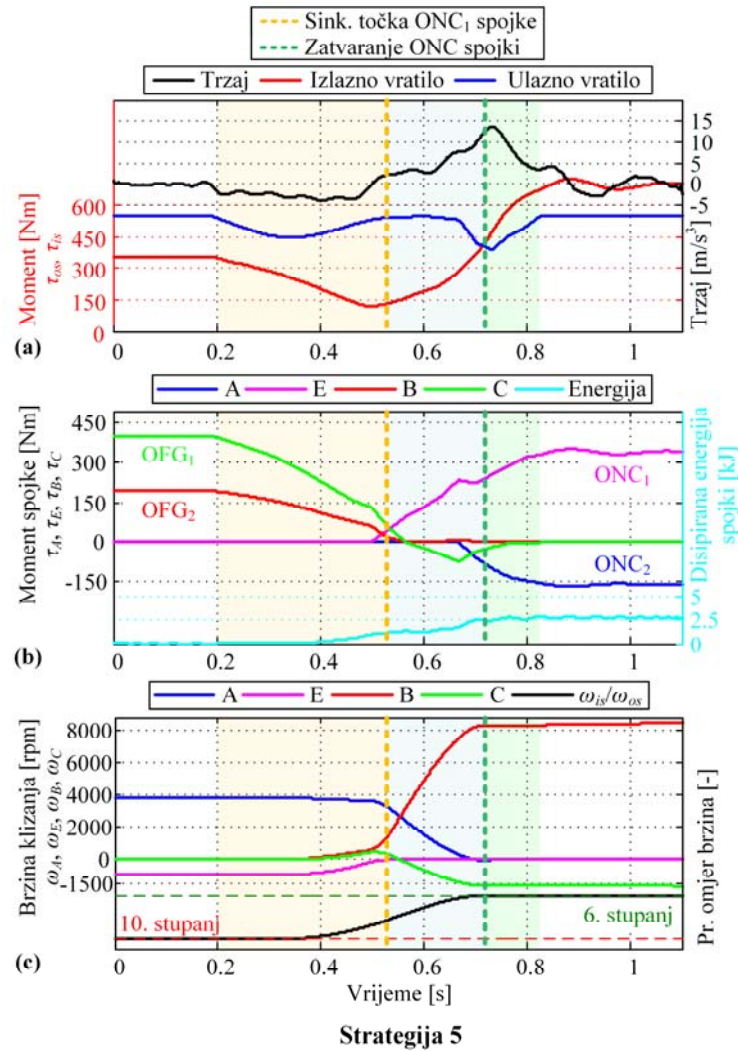 Sink. točka ONC₁ spojke
Zatvaranje ONC spojki
Trzaj Izlazno vratilo Ulazno vratilo
Moment [Nm]
τos, τis
600
450
300
150
0
15
10
5
0
-5
Trzaj [m/s³]
(a)
0 0.2 0.4 0.6 0.8 1
A E B C Energija
Moment spojke [Nm]
τA, τE, τB, τC
450
300
150
0
-150
OFG₁
OFG₂
ONC₁
ONC₂
5
2.5
0
Disipirana energija
spojki [kJ]
(b)
0 0.2 0.4 0.6 0.8 1
A E B C ωis/ωos
Brzina klizanja [rpm]
ωA, ωE, ωB, ωC
8000
6000
4000
2000
0
-1500
10. stupanj
6. stupanj
Pr. omjer brzina [-]
(c)
0 0.2 0.4 0.6 0.8 1
Vrijeme [s]
Strategija 5